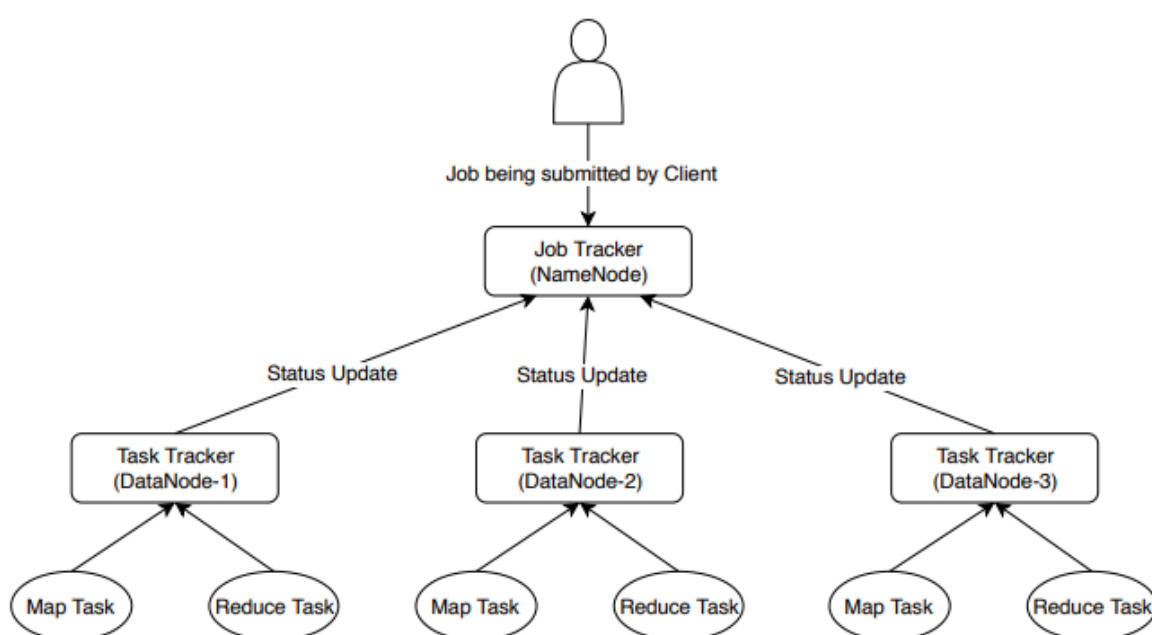 Job being submitted by Client
Job Tracker
(NameNode)
Status Update
Status Update
Status Update
Task Tracker
(DataNode-1)
Task Tracker
(DataNode-2)
Task Tracker
(DataNode-3)
Map Task
Reduce Task
Map Task
Reduce Task
Map Task
Reduce Task